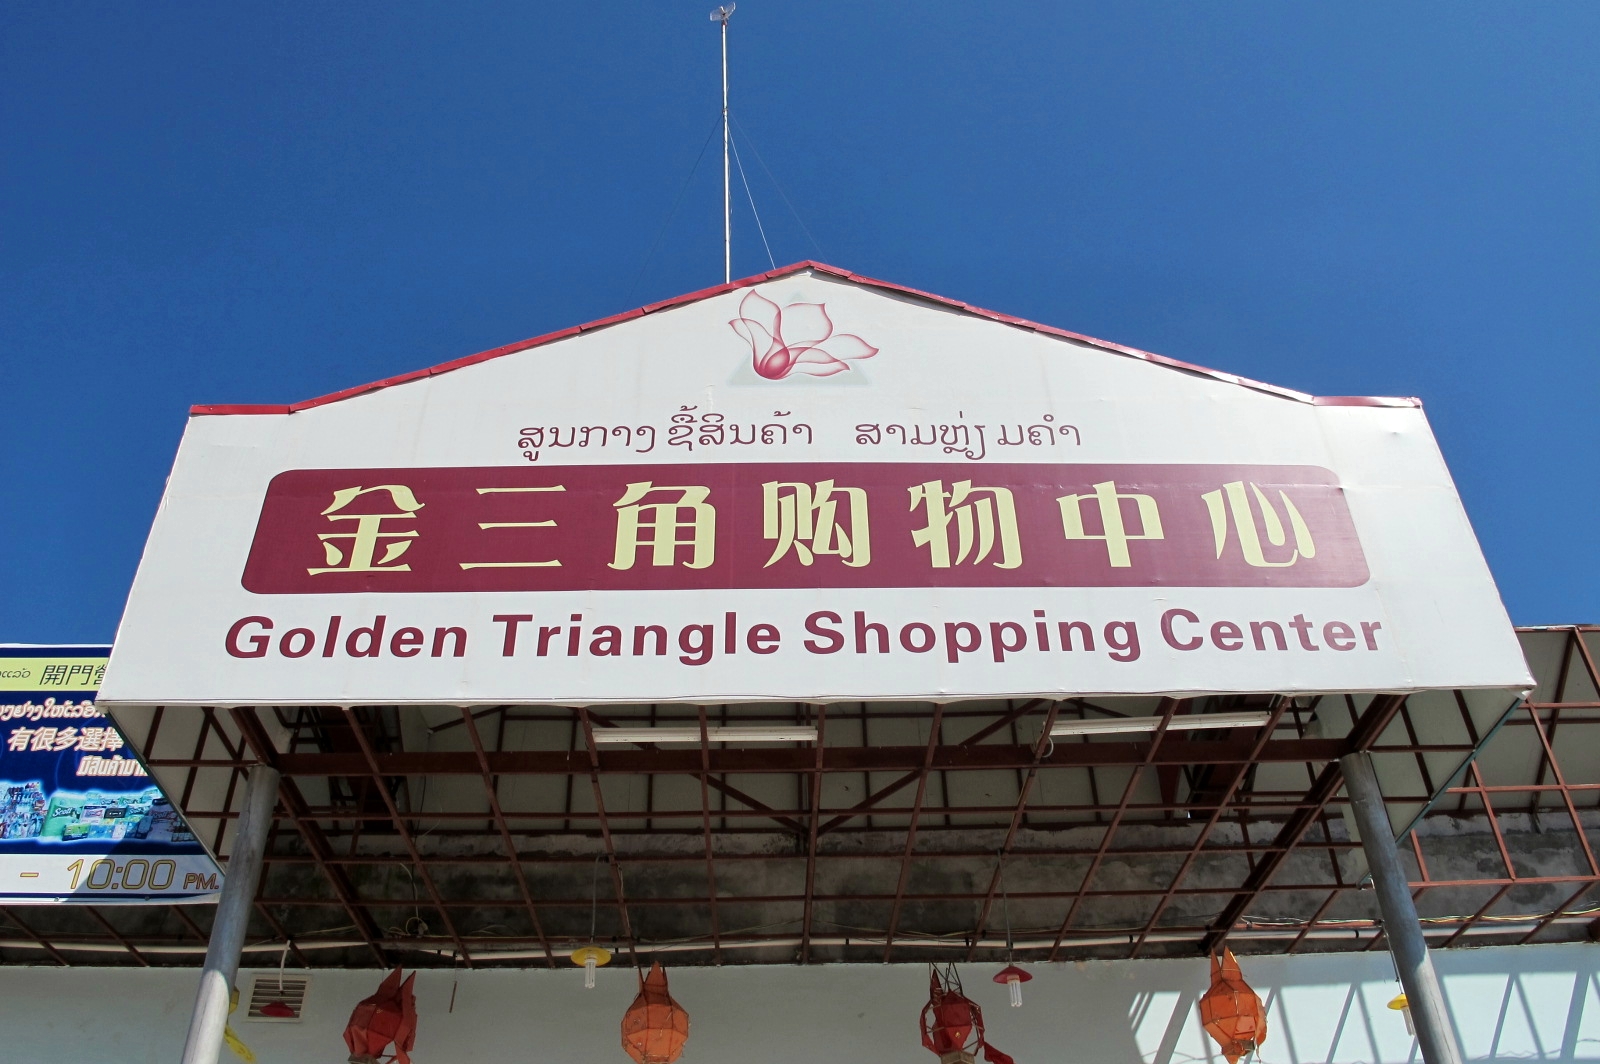 ສູນກາງ ຊື້ສິນຄ້າ ສາມຫຼ່ຽມຄຳ
金三角购物中心
Golden Triangle Shopping Center
開門營
有很多選擇
- 10:00 PM.